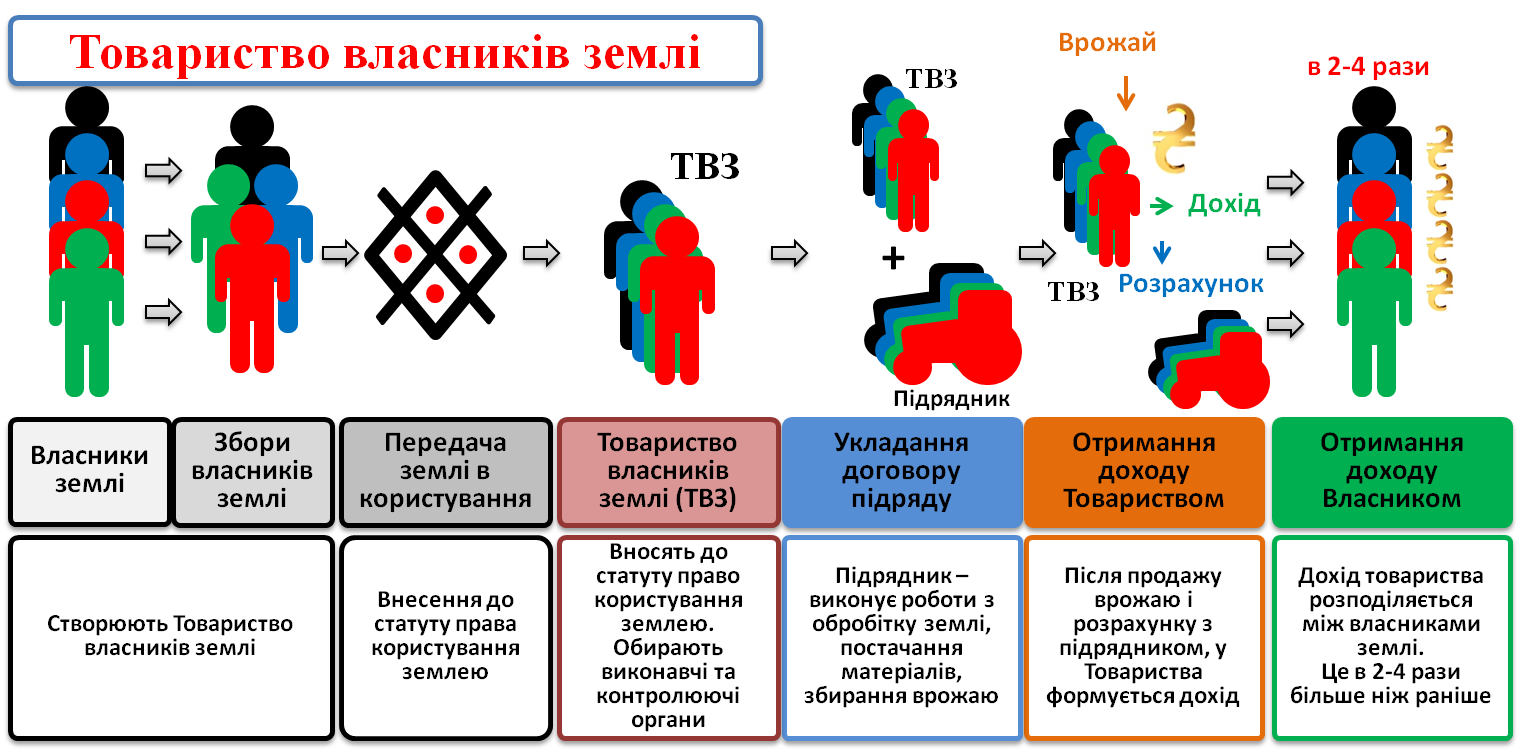 Товариство власників землі
ТВЗ
ТВЗ
+
Підрядник
Врожай
Дохід
Розрахунок
ТВЗ
в 2-4 рази
Власники
землі
Збори
власників
землі
Передача
землі в
користування
Товариство
власників
землі (ТВЗ)
Укладання
договору
підряду
Отримання
доходу
Товариством
Отримання
доходу
Власником
Створюють Товариство
власників землі
Внесення до
статуту права
користування
землею
Вносять до
статуту право
користування
землею.
Обирають
виконавчі та
контролюючі
органи
Підрядник –
виконує роботи з
обробітку землі,
постачання
матеріалів,
збирання врожаю
Після продажу
врожаю і
розрахунку з
підрядником, у
Товариства
формується дохід
Дохід товариства
розподіляється
між власниками
землі.
Це в 2-4 рази
більше ніж раніше